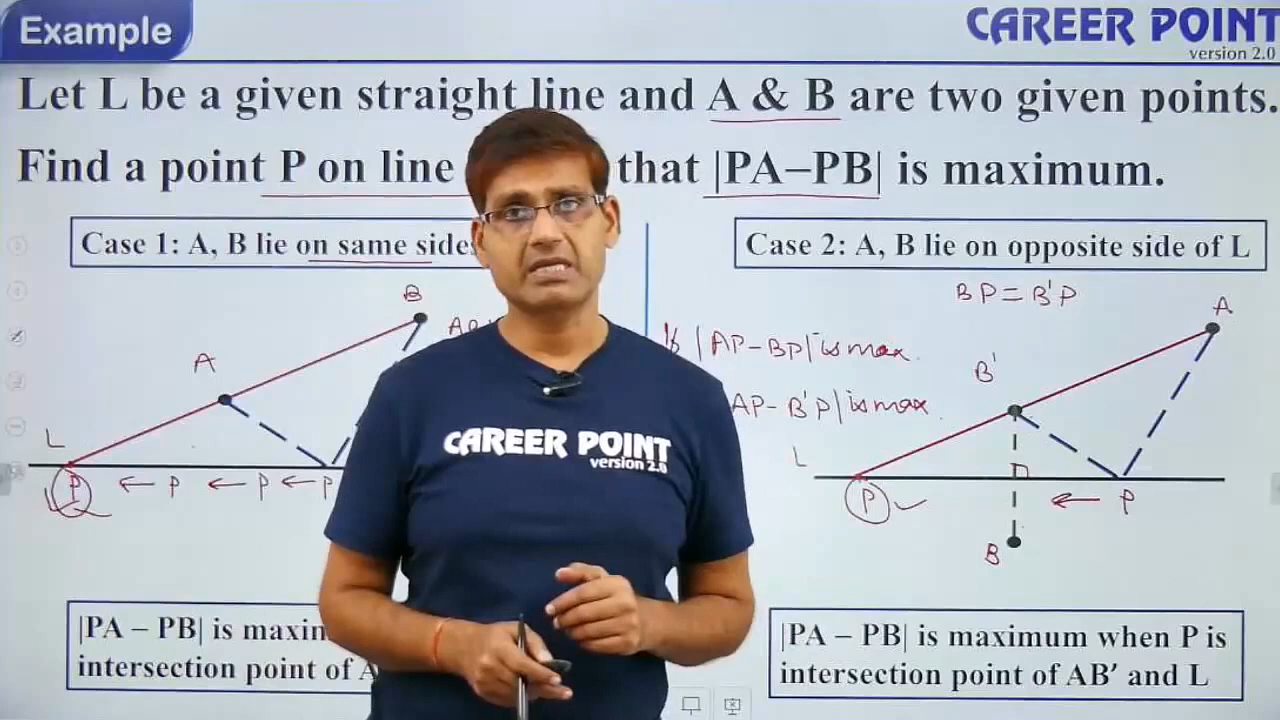 Example
CAREER POINT
version 2.0
Let L be a given straight line and A & B are two given points.
Find a point P on line that |PA–PB| is maximum.
Case 1: A, B lie on same sides
B
A
L
P ← P ← P ← P
|PA – PB| is
intersection point of
CAREER POINT
version 2.0
Case 2: A, B lie on opposite side of L
BP = B'P
|AP – BP| is max
AP – B'P| is max
A
B'
L
P
← P
B
|PA – PB| is maximum when P is
intersection point of AB′ and L